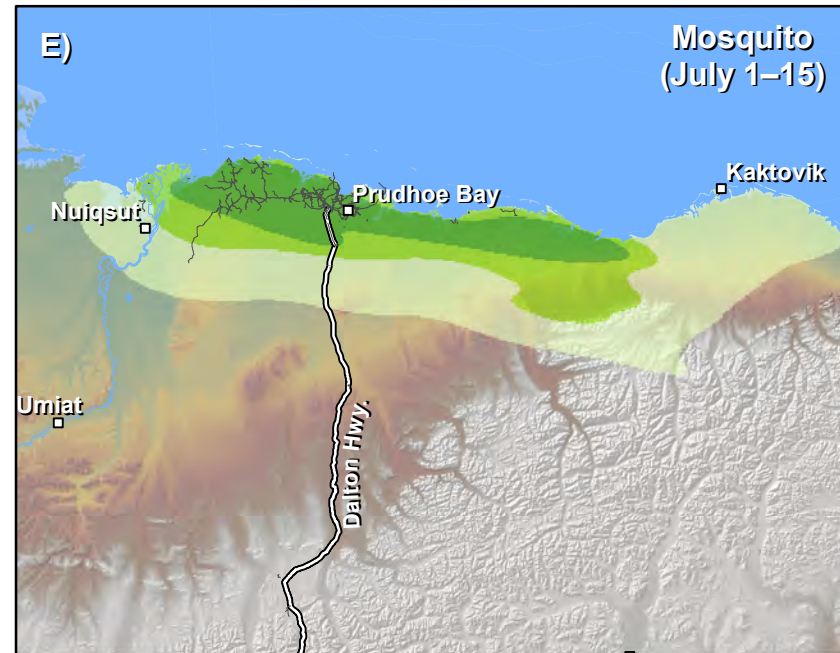 E)
Mosquito
(July 1–15)
Kaktovik
Prudhoe Bay
Nuiqsut
Umiat
Dalton Hwy.